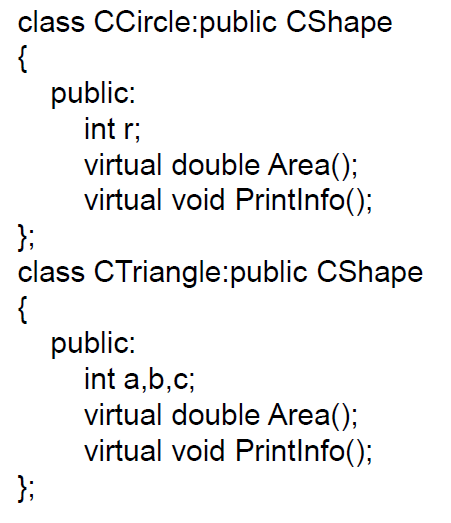 class CCircle:public CShape
{
public:
int r;
virtual double Area();
virtual void PrintInfo();
};
class CTriangle:public CShape
{
public:
int a,b,c;
virtual double Area();
virtual void PrintInfo();
};